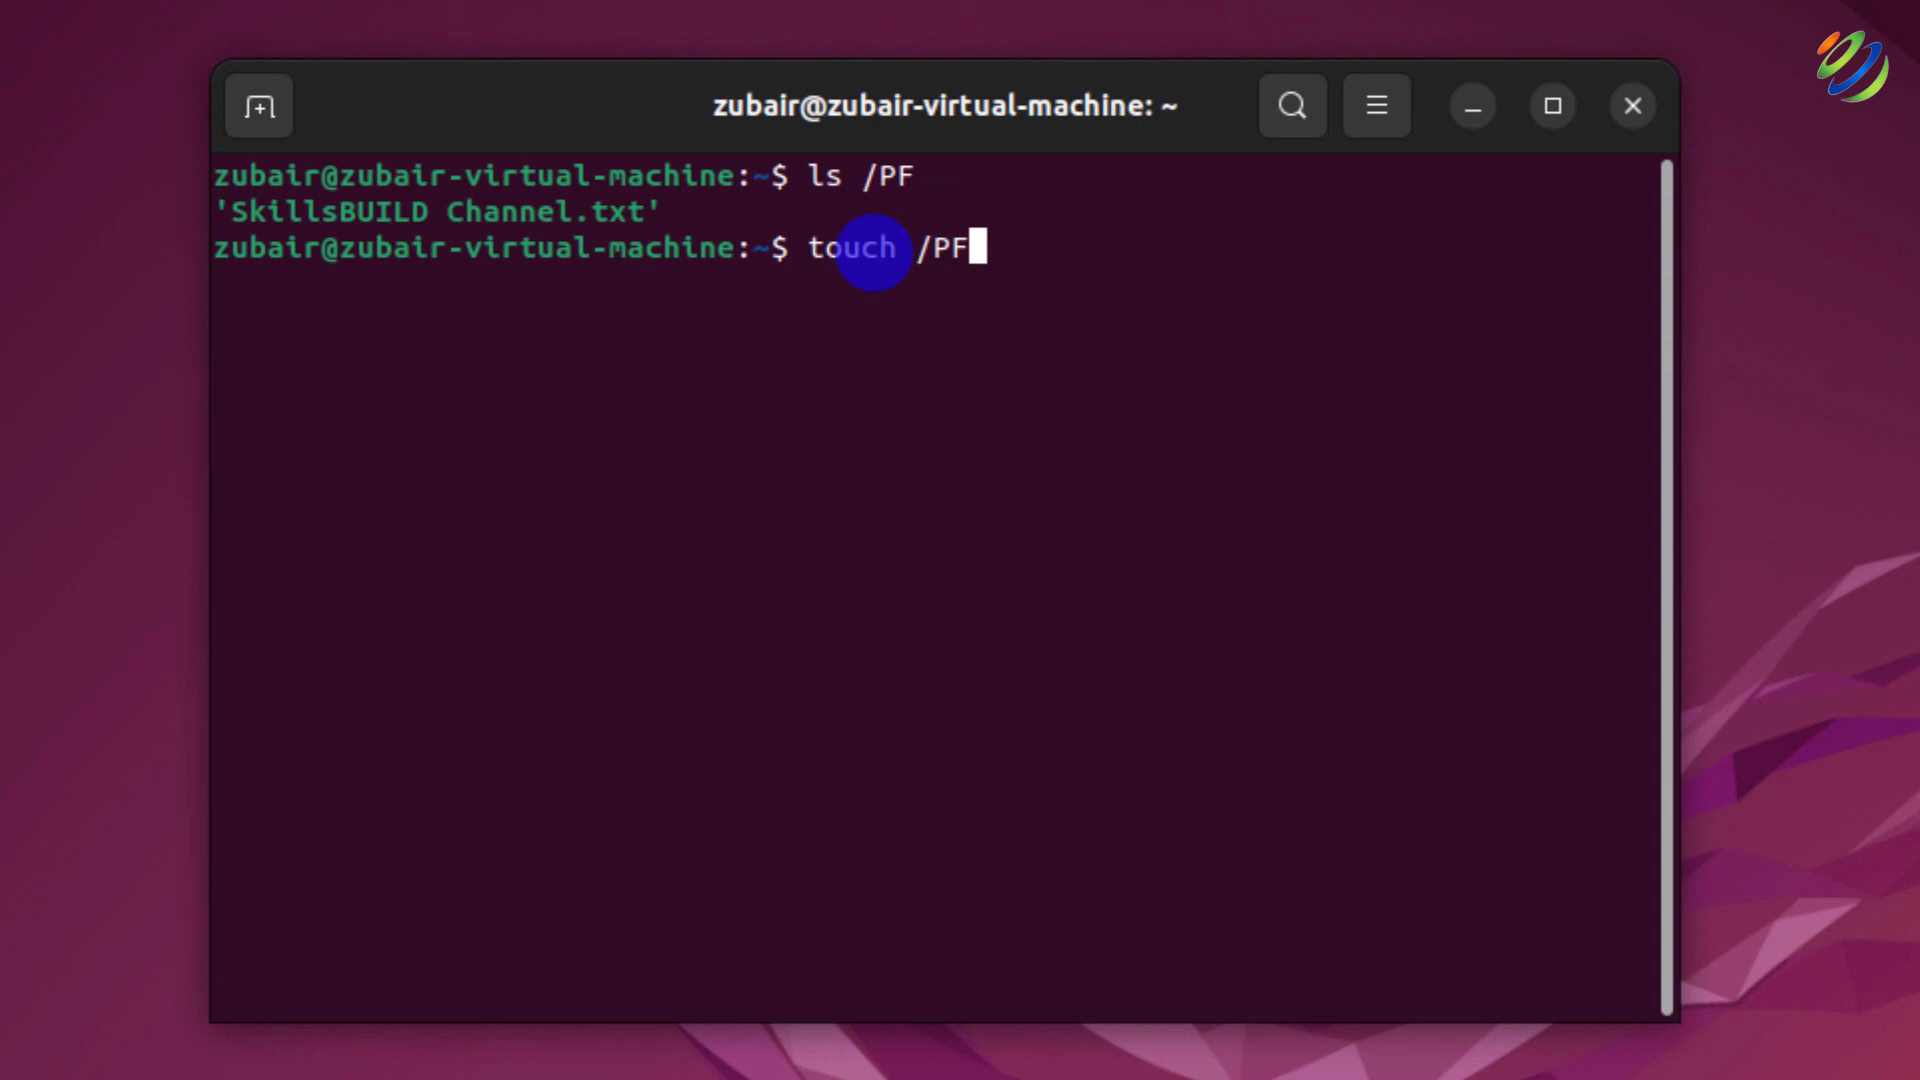 zubair@zubair-virtual-machine: ~
zubair@zubair-virtual-machine:~$ ls /PF
'SkillsBUILD Channel.txt'
zubair@zubair-virtual-machine:~$ touch /PF